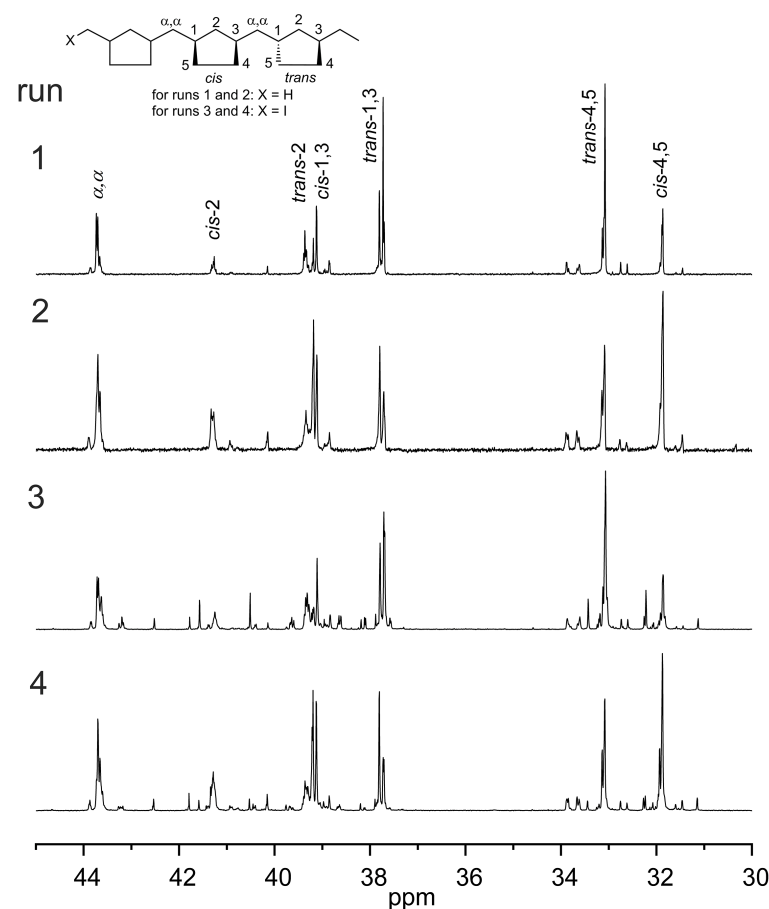 α,α 1 2 3 α,α 1 2 3
X
5 4 5 4
cis trans
for runs 1 and 2: X = H
for runs 3 and 4: X = I
run
1
α,α
cis-2
trans-2
cis-1,3
trans-1,3
trans-4,5
cis-4,5
2
3
4
44 42 40 38 36 34 32 30
ppm